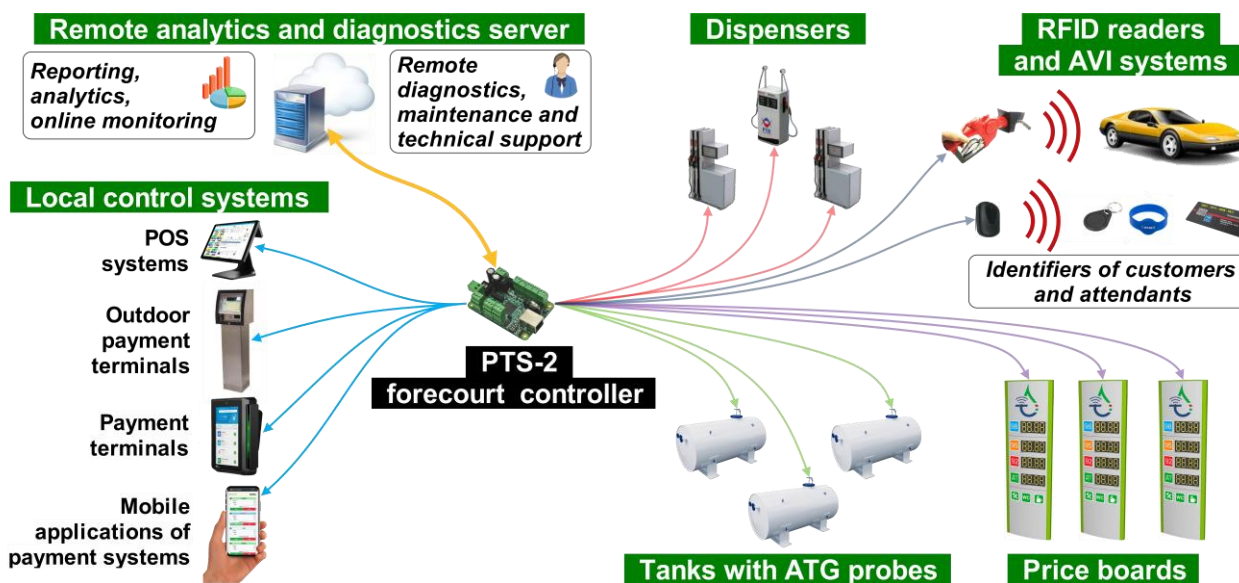 Remote analytics and diagnostics server
Reporting,
analytics,
online monitoring
Remote
diagnostics,
maintenance and
technical support
Dispensers
RFID readers
and AVI systems
Identifiers of customers
and attendants
Local control systems
POS
systems
Outdoor
payment
terminals
Payment
terminals
Mobile
applications of
payment systems
PTS-2
forecourt controller
Tanks with ATG probes
Price boards